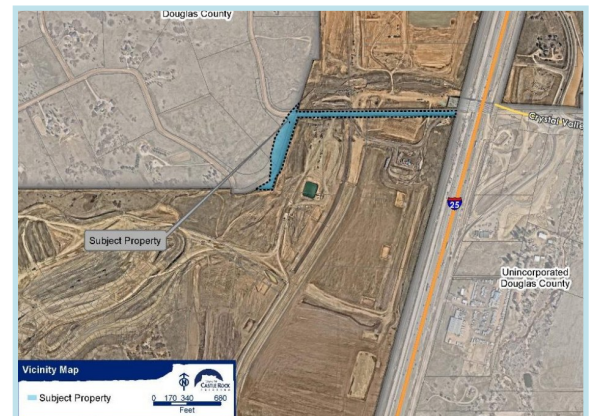 Douglas County
Crystal Valle
25
Subject Property
Unincorporated
Douglas County
Vicinity Map
N
CASTLE ROCK
Subject Property
0 170 340 680
Feet